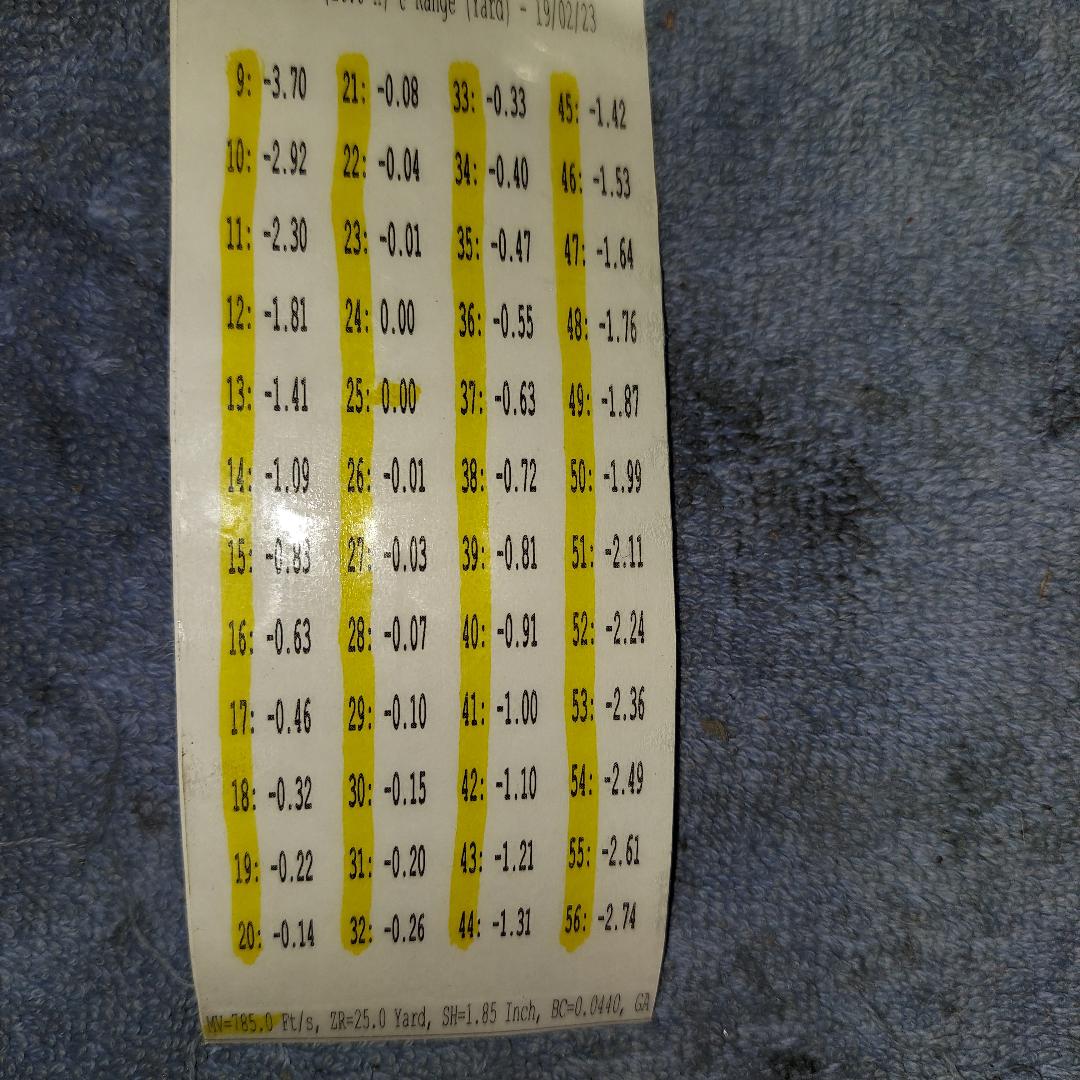 Range (Yard) - 19/02/23
9: -3.70 21: -0.08 33: -0.33 45: -1.42
10: -2.92 22: -0.04 34: -0.40 46: -1.53
11: -2.30 23: -0.01 35: -0.47 47: -1.64
12: -1.81 24: 0.00 36: -0.55 48: -1.76
13: -1.41 25: 0.00 37: -0.63 49: -1.87
14: -1.09 26: -0.01 38: -0.72 50: -1.99
15: -0.83 27: -0.03 39: -0.81 51: -2.11
16: -0.63 28: -0.07 40: -0.91 52: -2.24
17: -0.46 29: -0.10 41: -1.00 53: -2.36
18: -0.32 30: -0.15 42: -1.10 54: -2.49
19: -0.22 31: -0.20 43: -1.21 55: -2.61
20: -0.14 32: -0.26 44: -1.31 56: -2.74
MV=785.0 Ft/s, ZR=25.0 Yard, SH=1.85 Inch, BC=0.0440, GA